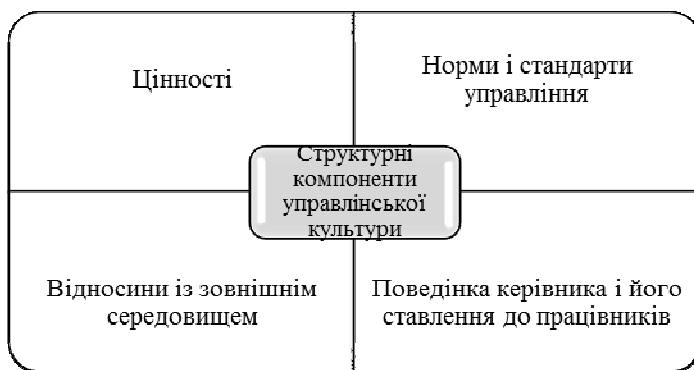 Цінності
Норми і стандарти
управління
Структурні
компоненти
управлінської
культури
Відносини із зовнішнім
середовищем
Поведінка керівника і його
ставлення до працівників